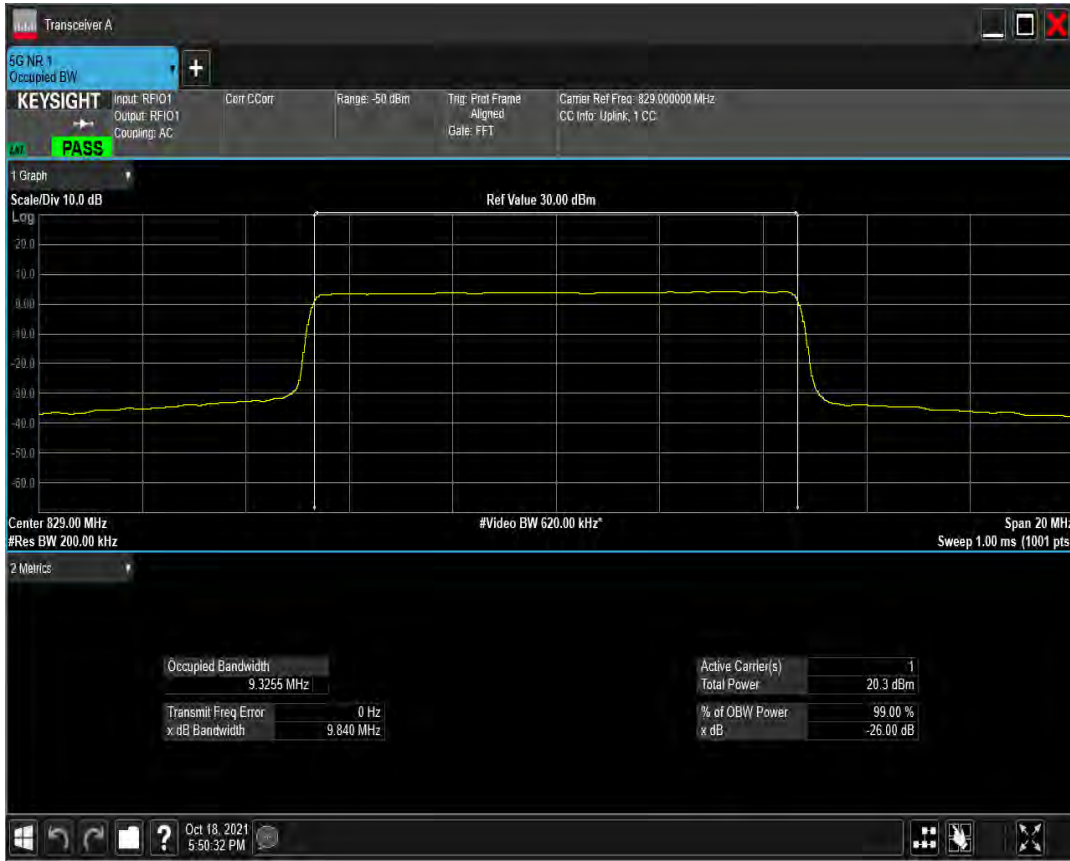 Transceiver A
5G NR 1
Occupied BW
+
KEYSIGHT
Input: RFIO1
Output: RFIO1
Coupling: AC
Corr CCorr
Range: -50 dBm
Trig: Prot Frame
Aligned
Gate: FFT
Carrier Ref Freq: 829.000000 MHz
CC Info: Uplink, 1 CC
PASS
1 Graph
Scale/Div 10.0 dB
Ref Value 30.00 dBm
Log
20.0
10.0
0.00
-10.0
-20.0
-30.0
-40.0
-50.0
-60.0
Center 829.00 MHz
#Video BW 620.00 kHz*
Span 20 MHz
#Res BW 200.00 kHz
Sweep 1.00 ms (1001 pts
2 Metrics
Occupied Bandwidth
9.3255 MHz
Transmit Freq Error 0 Hz
x dB Bandwidth 9.840 MHz
Active Carrier(s) 1
Total Power 20.3 dBm
% of OBW Power 99.00 %
x dB -26.00 dB
?
Oct 18, 2021
5:50:32 PM